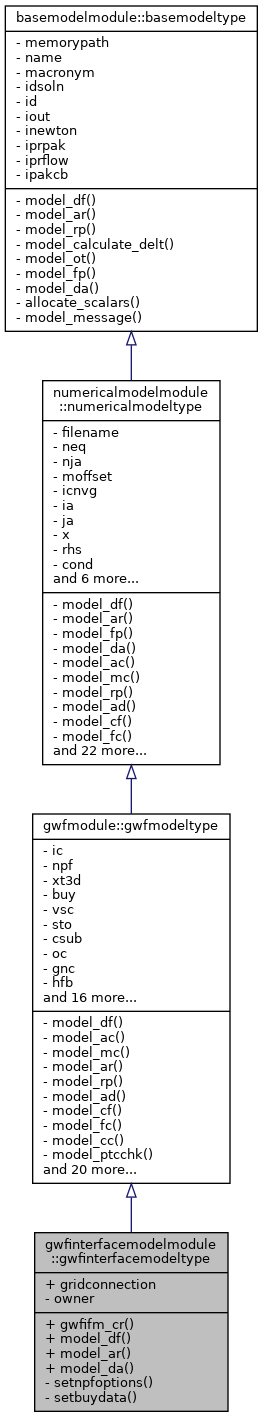 basemodelmodule::basemodeltype
- memorypath
- name
- macronym
- idsoln
- id
- iout
- inewton
- iprpak
- iprflow
- ipakcb
- model_df()
- model_ar()
- model_rp()
- model_calculate_delt()
- model_ot()
- model_fp()
- model_da()
- allocate_scalars()
- model_message()
numericalmodelmodule
::numericalmodeltype
- filename
- neq
- nja
- moffset
- icnvg
- ia
- ja
- x
- rhs
- cond
and 6 more...
- model_df()
- model_ar()
- model_fp()
- model_da()
- model_ac()
- model_mc()
- model_rp()
- model_ad()
- model_cf()
- model_fc()
and 22 more...
gwfmodule::gwfmodeltype
- ic
- npf
- xt3d
- buy
- vsc
- sto
- csub
- oc
- gnc
- hfb
and 16 more...
- model_df()
- model_ac()
- model_mc()
- model_ar()
- model_rp()
- model_ad()
- model_cf()
- model_fc()
- model_cc()
- model_ptcchk()
and 20 more...
gwfinterfacemodelmodule
::gwfinterfacemodeltype
+ gridconnection
- owner
+ gwfifm_cr()
+ model_df()
+ model_ar()
+ model_da()
- setnpfoptions()
- setbuydata()